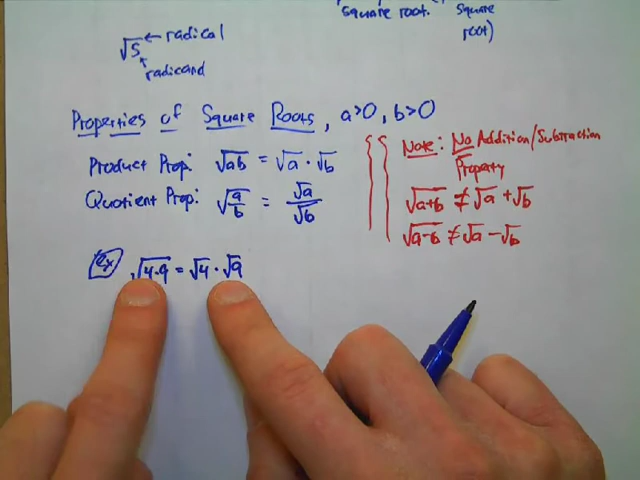 square root.
square
root)
√5 ← radical
radicand
Properties of Square Roots, a>0, b>0
Product Prop: √ab = √a · √b
Quotient Prop: √a/b = √a/√b
Note: No Addition/Subtraction
Property
√a+b ≠ √a + √b
√a-b ≠ √a - √b
Ex √4·9 = √4 · √9